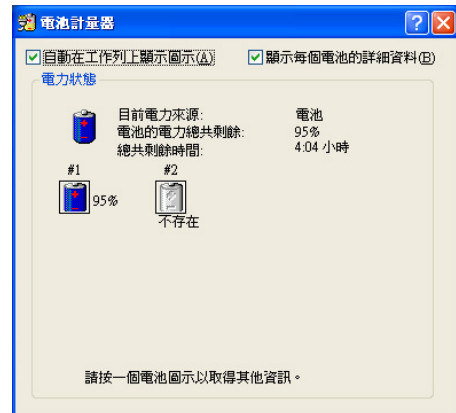 電池計量器
自動在工作列上顯示圖示(A) 顯示每個電池的詳細資料(B)
電力狀態
目前電力來源: 電池
電池的電力總共剩餘: 95%
總共剩餘時間: 4:04 小時
#1 #2
95%
不存在
請按一個電池圖示以取得其他資訊。